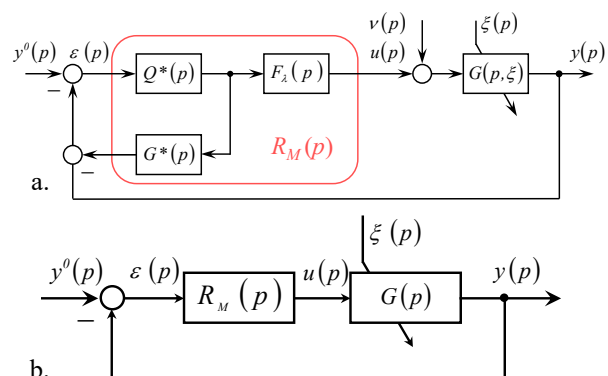 ν(p) ξ(p)
y⁰(p) ε(p) u(p) y(p)
Q*(p) F_λ(p) G(p,ξ)
−
G*(p) R_M(p)
−
a.
ξ(p)
y⁰(p) ε(p) u(p) y(p)
R_M(p) G(p)
−
b.